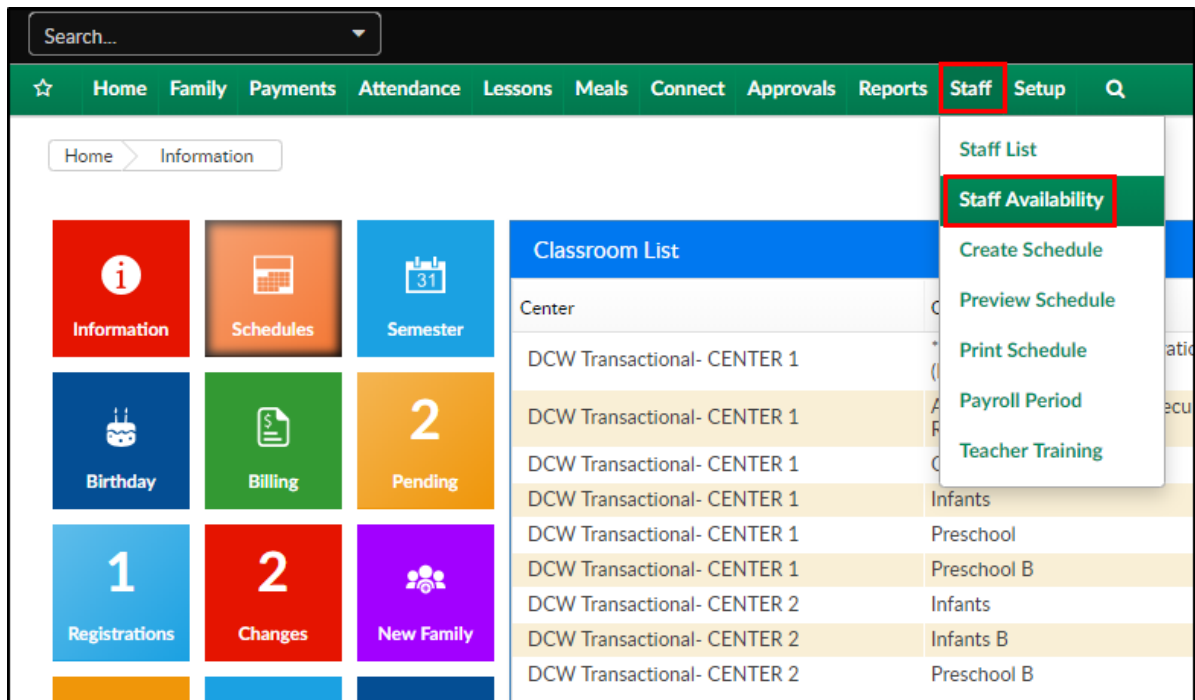 Search...
Home Family Payments Attendance Lessons Meals Connect Approvals Reports Staff Setup
Home Information
Staff List
Staff Availability
Create Schedule
Preview Schedule
Print Schedule
Payroll Period
Teacher Training
Information
Schedules
31
Semester
Birthday
$
Billing
2
Pending
1
Registrations
2
Changes
New Family
Classroom List
Center
DCW Transactional- CENTER 1
DCW Transactional- CENTER 1
DCW Transactional- CENTER 1
DCW Transactional- CENTER 1 Infants
DCW Transactional- CENTER 1 Preschool
DCW Transactional- CENTER 1 Preschool B
DCW Transactional- CENTER 2 Infants
DCW Transactional- CENTER 2 Infants B
DCW Transactional- CENTER 2 Preschool B